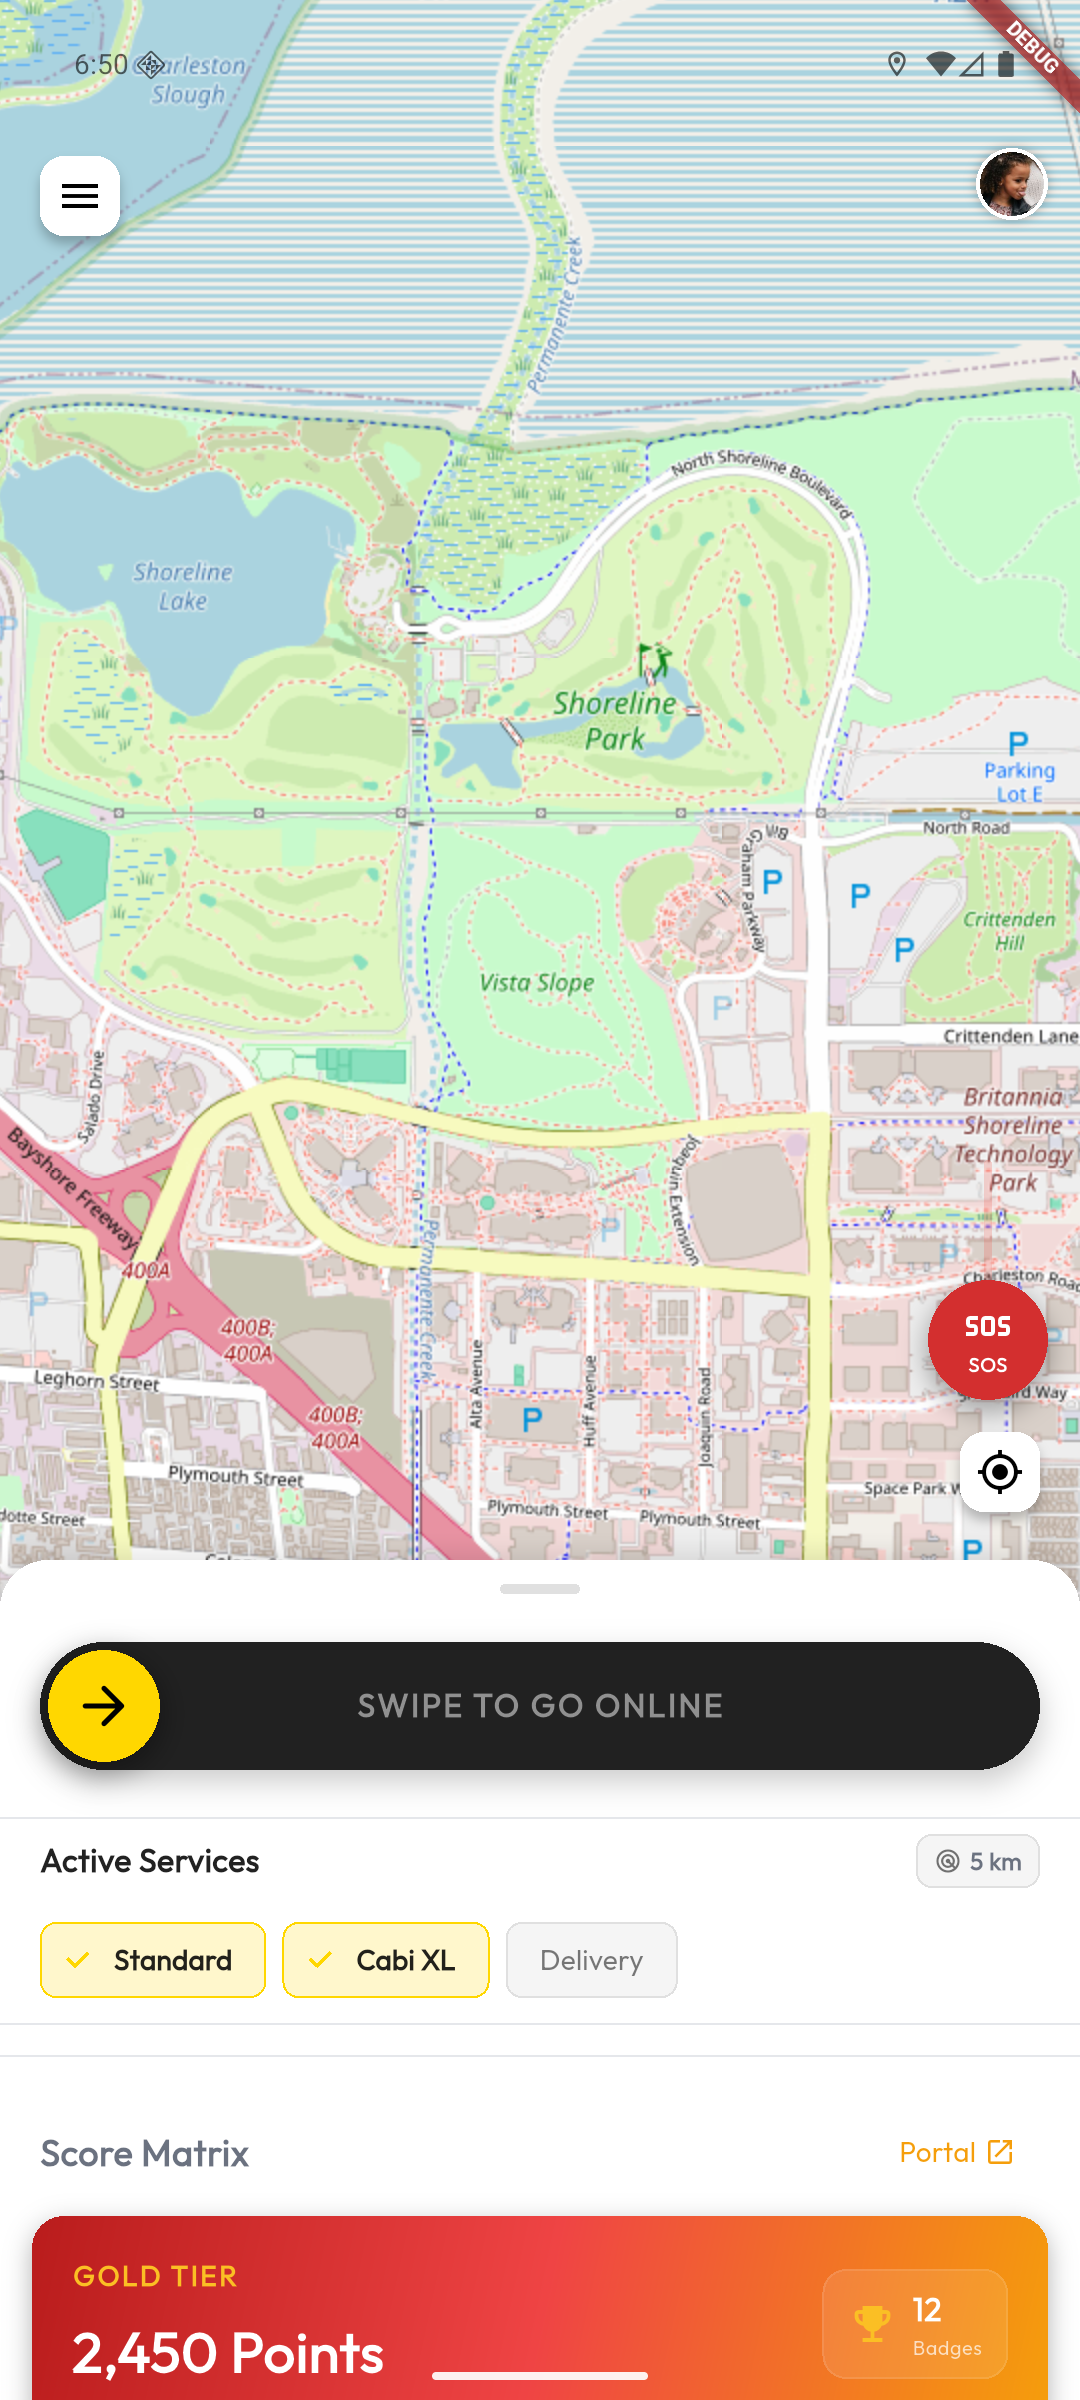 6:50
DEBUG
Slough
Permanente Creek
North Shoreline Boulevard
Shoreline
Lake
Shoreline
Park
P
Parking
Lot E
North Road
Bill Graham Parkway
P
P
P
Crittenden
Hill
Vista Slope
P
Crittenden Lane
Salado Drive
Britannia
Shoreline
Technology
Park
Bayshore Freeway
400A
Joaquin Extension
P
P
P
Permanente Creek
Charleston Road
400B;
400A
SOS
SOS
Leghorn Street
400B;
400A
Alta Avenue
Huff Avenue
Joaquin Road
P
Plymouth Street
Plymouth Street
Plymouth Street
Space Park
P
SWIPE TO GO ONLINE
Active Services
5 km
Standard
Cabi XL
Delivery
Score Matrix
Portal
GOLD TIER
2,450 Points
12
Badges